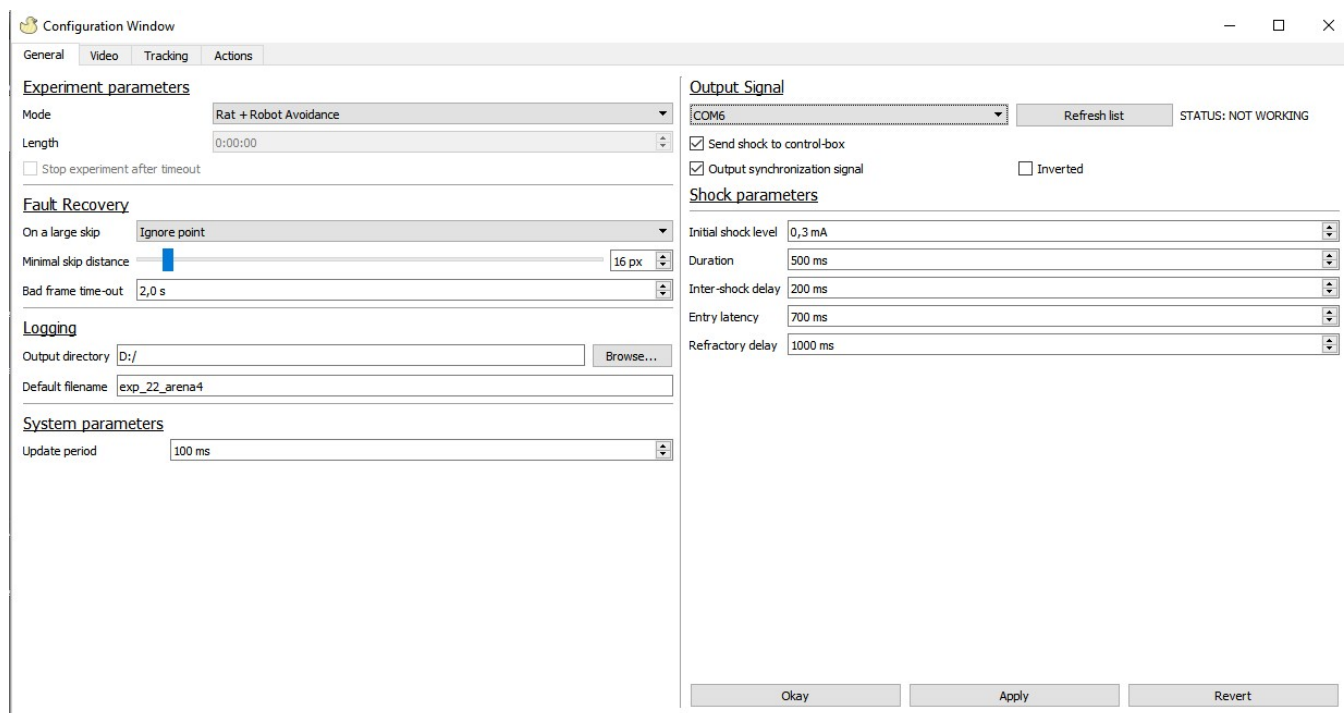 Configuration Window
General Video Tracking Actions
Experiment parameters
Mode Rat + Robot Avoidance
Length 0:00:00
Stop experiment after timeout
Fault Recovery
On a large skip Ignore point
Minimal skip distance 16 px
Bad frame time-out 2,0 s
Logging
Output directory D:/ Browse...
Default filename exp_22_arena4
System parameters
Update period 100 ms
Output Signal
COM6 Refresh list STATUS: NOT WORKING
Send shock to control-box
Output synchronization signal Inverted
Shock parameters
Initial shock level 0,3 mA
Duration 500 ms
Inter-shock delay 200 ms
Entry latency 700 ms
Refractory delay 1000 ms
Okay Apply Revert